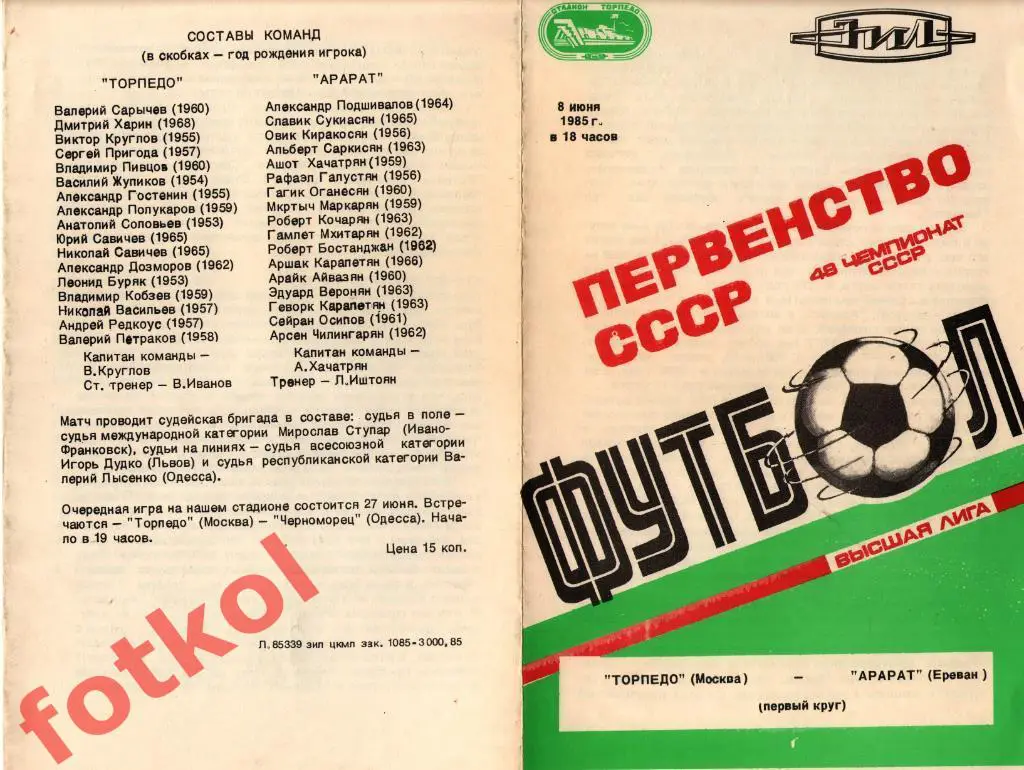 СОСТАВЫ КОМАНД
(в скобках — год рождения игрока)
"ТОРПЕДО"
Валерий Сарычев (1960)
Дмитрий Харин (1968)
Виктор Круглов (1955)
Сергей Пригода (1957)
Владимир Пивцов (1960)
Василий Жупиков (1954)
Александр Гостенин (1955)
Александр Полукаров (1959)
Анатолий Соловьев (1953)
Юрий Савичев (1965)
Николай Савичев (1965)
Александр Дозморов (1962)
Леонид Буряк (1953)
Владимир Кобзев (1959)
Николай Васильев (1957)
Андрей Редкоус (1957)
Валерий Петраков (1958)
Капитан команды —
В.Круглов
Ст. тренер — В.Иванов
"АРАРАТ"
Александр Подшивалов (1964)
Славик Сукиасян (1965)
Овик Киракосян (1956)
Альберт Саркисян (1963)
Ашот Хачатрян (1959)
Рафаэл Галустян (1956)
Гагик Оганесян (1960)
Мкртыч Маркарян (1959)
Роберт Кочарян (1963)
Гамлет Мхитарян (1962)
Роберт Бостанджан (1962)
Аршак Карапетян (1966)
Арайк Айвазян (1960)
Эдуард Веронян (1963)
Геворк Карапетян (1963)
Сейран Осипов (1961)
Арсен Чилингарян (1962)
Капитан команды —
А.Хачатрян
Тренер — Л.Иштоян
Матч проводит судейская бригада в составе: судья в поле —
судья международной категории Мирослав Ступар (Ивано-
Франковск), судьи на линиях — судья всесоюзной категории
Игорь Дудко (Львов) и судья республиканской категории Ва-
лерий Лысенко (Одесса).
Очередная игра на нашем стадионе состоится 27 июня. Встре-
чаются — "Торпедо" (Москва) — "Черноморец" (Одесса). Нача-
ло в 19 часов.
Цена 15 коп.
Л.85339 зил цкмл зак. 1085-3000,85
fotkol
СТАДИОН ТОРПЕДО
ЗИЛ
8 июня
1985 г.
в 18 часов
ПЕРВЕНСТВО
СССР
48 ЧЕМПИОНАТ
СССР
ФУТБОЛ
ВЫСШАЯ ЛИГА
"ТОРПЕДО" (Москва) — "АРАРАТ" (Ереван)
(первый круг)